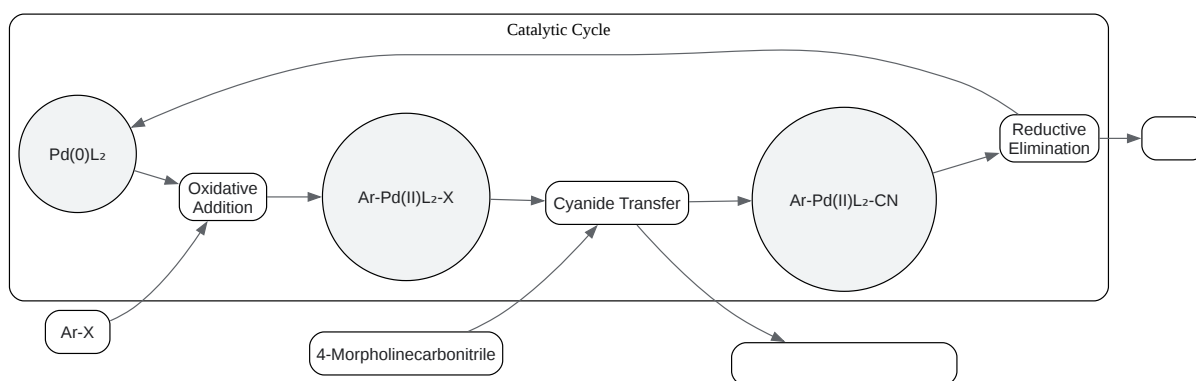 Catalytic Cycle
Pd(0)L₂
Oxidative
Addition
Ar-Pd(II)L₂-X
Cyanide Transfer
Ar-Pd(II)L₂-CN
Reductive
Elimination
Ar-X
4-Morpholinecarbonitrile